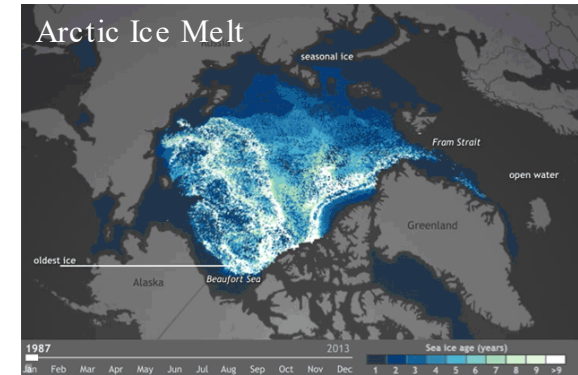 Arctic Ice Melt
Russia
seasonal ice
Fram Strait
open water
Greenland
oldest ice
Alaska
Beaufort Sea
1987
2013
Jan Feb Mar Apr May Jun Jul Aug Sep Oct Nov Dec
Sea ice age (years)
1 2 3 4 5 6 7 8 9 >9